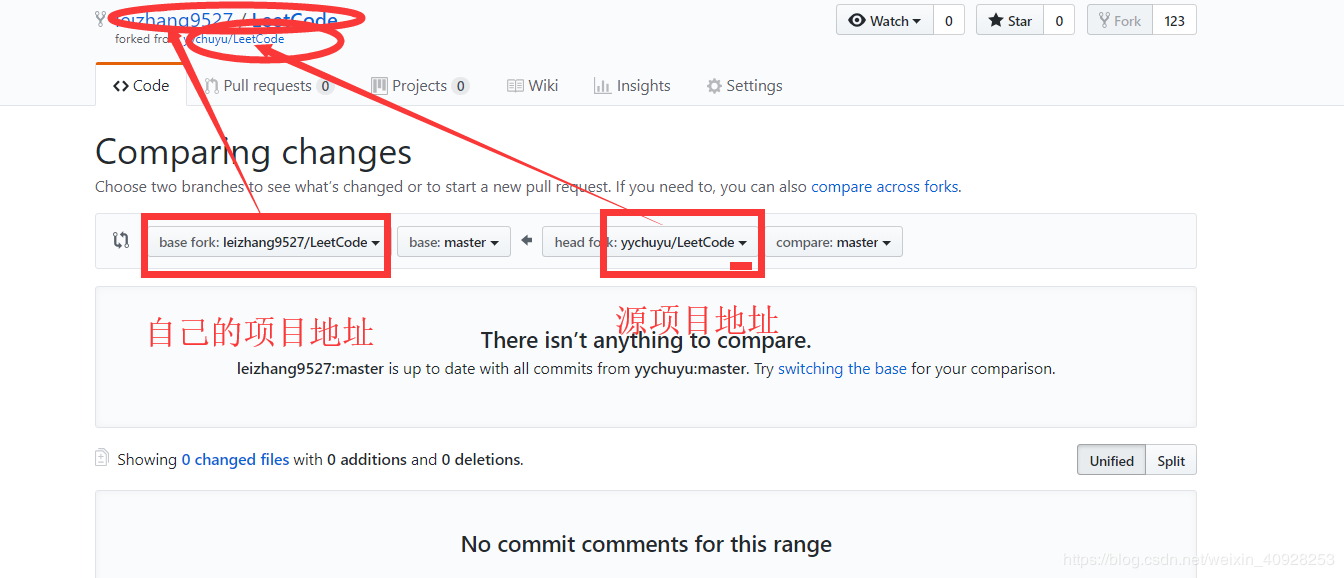 leizhang9527 / LeetCode
forked from yychuyu/LeetCode
Watch 0 Star 0 Fork 123
Code Pull requests 0 Projects 0 Wiki Insights Settings
Comparing changes
Choose two branches to see what's changed or to start a new pull request. If you need to, you can also compare across forks.
base fork: leizhang9527/LeetCode base: master head fork: yychuyu/LeetCode compare: master
自己的项目地址
源项目地址
There isn't anything to compare.
leizhang9527:master is up to date with all commits from yychuyu:master. Try switching the base for your comparison.
Showing 0 changed files with 0 additions and 0 deletions.
Unified Split
No commit comments for this range
https://blog.csdn.net/weixin_40928253